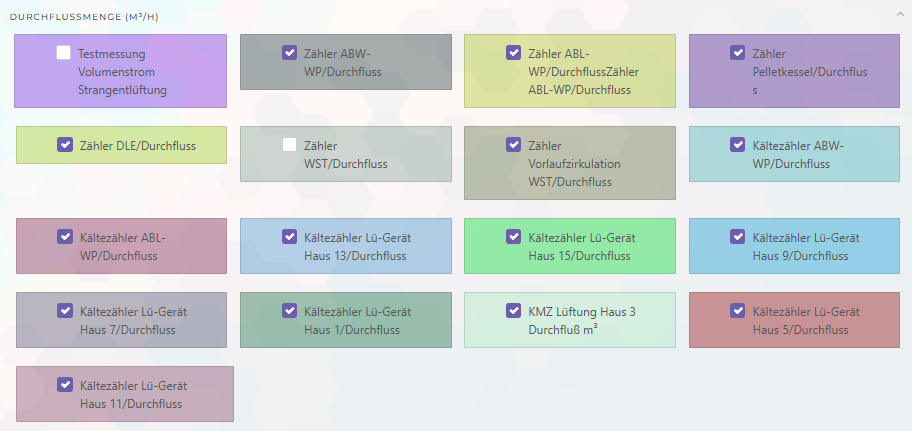 DURCHFLUSSMENGE (M³/H)
Testmessung
Volumenstrom
Strangentlüftung
Zähler ABW-
WP/Durchfluss
Zähler ABL-
WP/DurchflussZähler
ABL-WP/Durchfluss
Zähler
Pelletkessel/Durchflus
s
Zähler DLE/Durchfluss
Zähler
WST/Durchfluss
Zähler
Vorlaufzirkulation
WST/Durchfluss
Kältezähler ABW-
WP/Durchfluss
Kältezähler ABL-
WP/Durchfluss
Kältezähler Lü-Gerät
Haus 13/Durchfluss
Kältezähler Lü-Gerät
Haus 15/Durchfluss
Kältezähler Lü-Gerät
Haus 9/Durchfluss
Kältezähler Lü-Gerät
Haus 7/Durchfluss
Kältezähler Lü-Gerät
Haus 1/Durchfluss
KMZ Lüftung Haus 3
Durchfluß m³
Kältezähler Lü-Gerät
Haus 5/Durchfluss
Kältezähler Lü-Gerät
Haus 11/Durchfluss